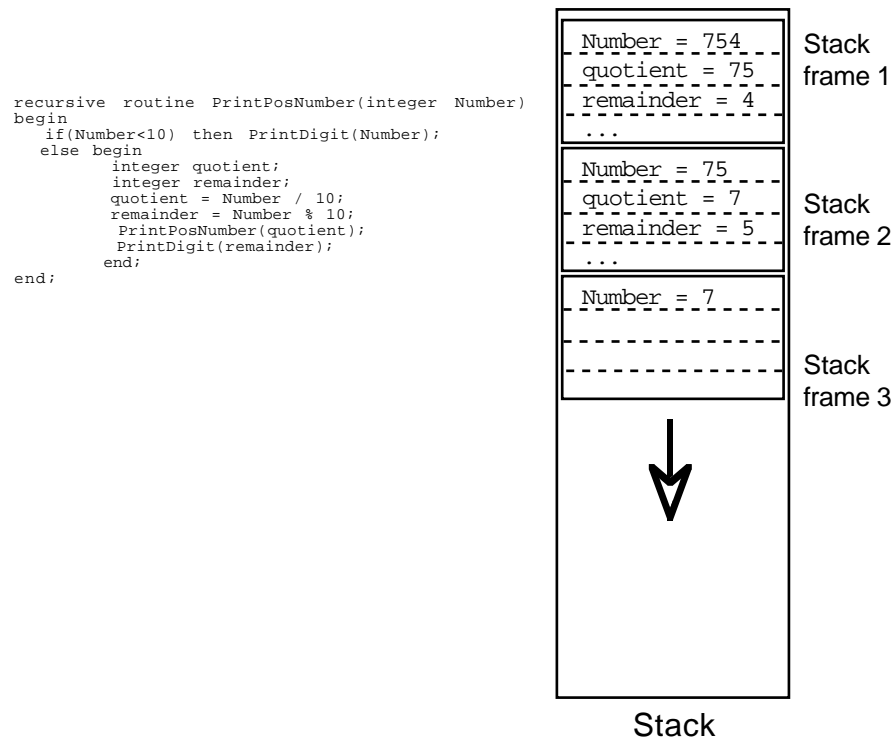 recursive routine PrintPosNumber(integer Number)
begin
if(Number<10) then PrintDigit(Number);
else begin
integer quotient;
integer remainder;
quotient = Number / 10;
remainder = Number % 10;
PrintPosNumber(quotient);
PrintDigit(remainder);
end;
end;
Number = 754
quotient = 75
remainder = 4
...
Stack
frame 1
Number = 75
quotient = 7
remainder = 5
...
Stack
frame 2
Number = 7
Stack
frame 3
Stack